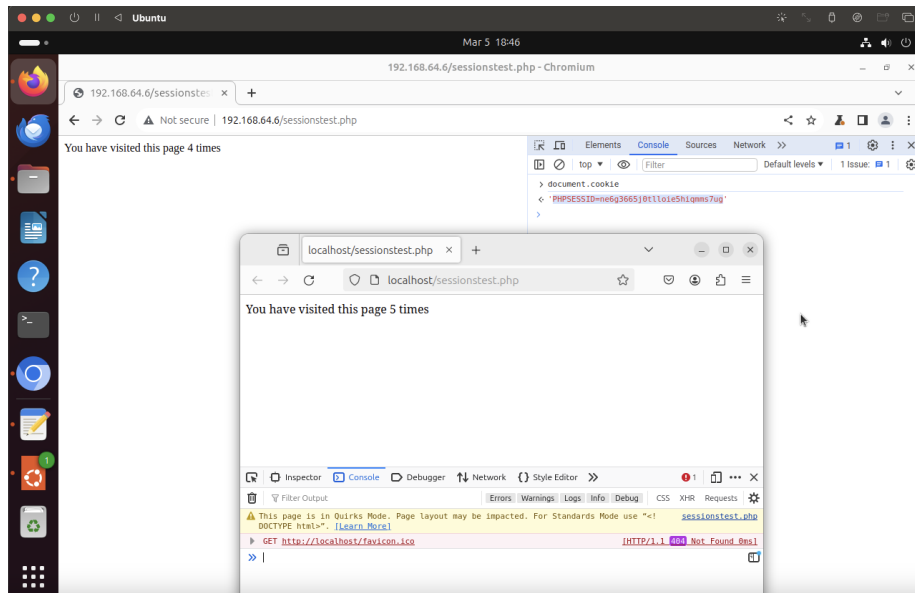 Ubuntu
Mar 5 18:46
192.168.64.6/sessionstest.php - Chromium
192.168.64.6/sessionstes
Not secure | 192.168.64.6/sessionstest.php
You have visited this page 4 times
Elements Console Sources Network 1
top Filter Default levels 1 Issue: 1
> document.cookie
'PHPSESSID=ne6g3665j0tlloie5hiqmms7ug'
localhost/sessionstest.php
localhost/sessionstest.php
You have visited this page 5 times
Inspector Console Debugger Network Style Editor 1
Filter Output Errors Warnings Logs Info Debug CSS XHR Requests
This page is in Quirks Mode. Page layout may be impacted. For Standards Mode use "<! sessionstest.php
DOCTYPE html>". [Learn More]
GET http://localhost/favicon.ico [HTTP/1.1 404 Not Found 0ms]
1